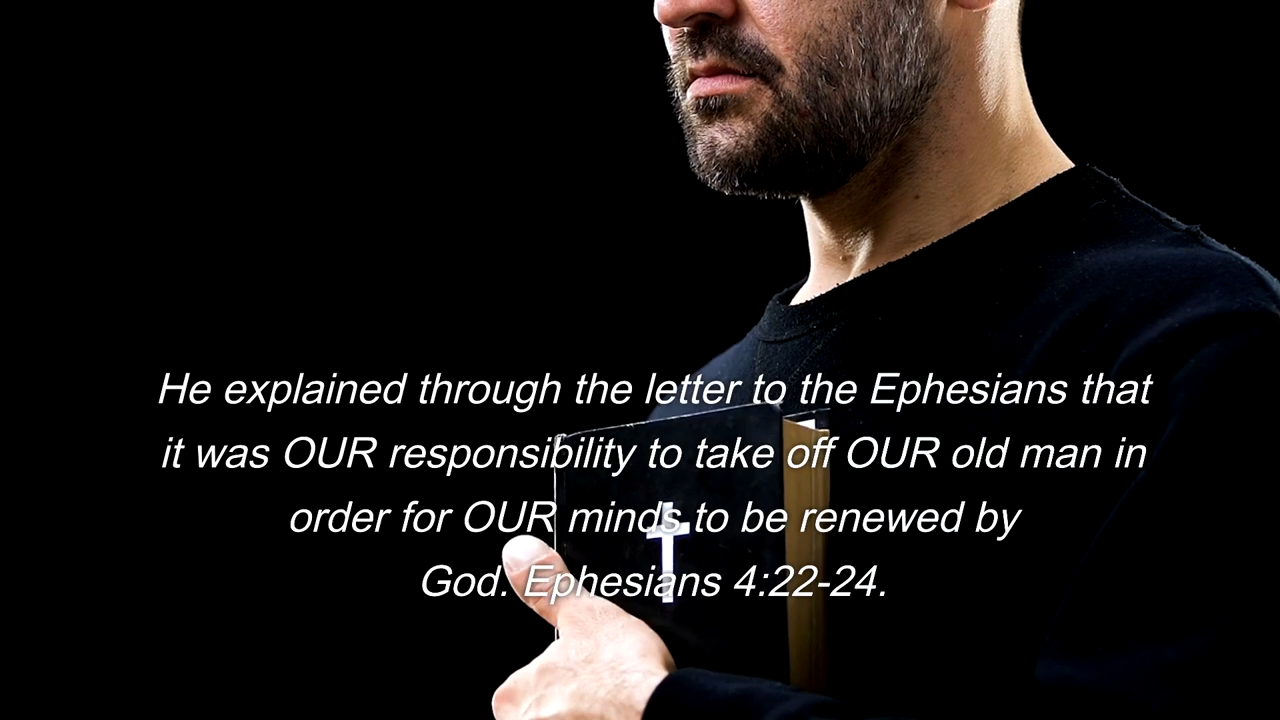 He explained through the letter to the Ephesians that
it was OUR responsibility to take off OUR old man in
order for OUR minds to be renewed by
God. Ephesians 4:22-24.